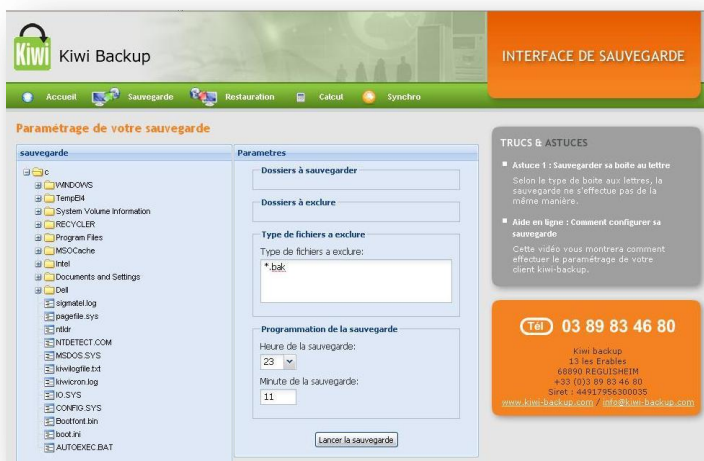 Kiwi
Kiwi Backup
INTERFACE DE SAUVEGARDE
Accueil Sauvegarde Restauration Calcul Synchro
Paramétrage de votre sauvegarde
sauvegarde
c
WINDOWS
TempEI4
System Volume Information
RECYCLER
Program Files
MSOCache
Intel
Documents and Settings
Dell
sigmatel.log
pagefile.sys
ntldr
NTDETECT.COM
MSDOS.SYS
kiwilogfile.txt
kiwicron.log
IO.SYS
CONFIG.SYS
Bootfont.bin
boot.ini
AUTOEXEC.BAT
Parametres
Dossiers à sauvegarder
Dossiers à exclure
Type de fichiers a exclure
Type de fichiers a exclure:
*.bak
Programmation de la sauvegarde
Heure de la sauvegarde:
23
Minute de la sauvegarde:
11
Lancer la sauvegarde
TRUCS & ASTUCES
Astuce 1 : Sauvegarder sa boite au lettre
Selon le type de boite aux lettres, la
sauvegarde ne s'effectue pas de la
même manière.
Aide en ligne : Comment configurer sa
sauvegarde
Cette vidéo vous montrera comment
effectuer le paramétrage de votre
client kiwi-backup.
Tél 03 89 83 46 80
Kiwi backup
13 les Erables
68890 REGUISHEIM
+33 (0)3 89 83 46 80
Siret : 44917956300035
www.kiwi-backup.com / info@kiwi-backup.com